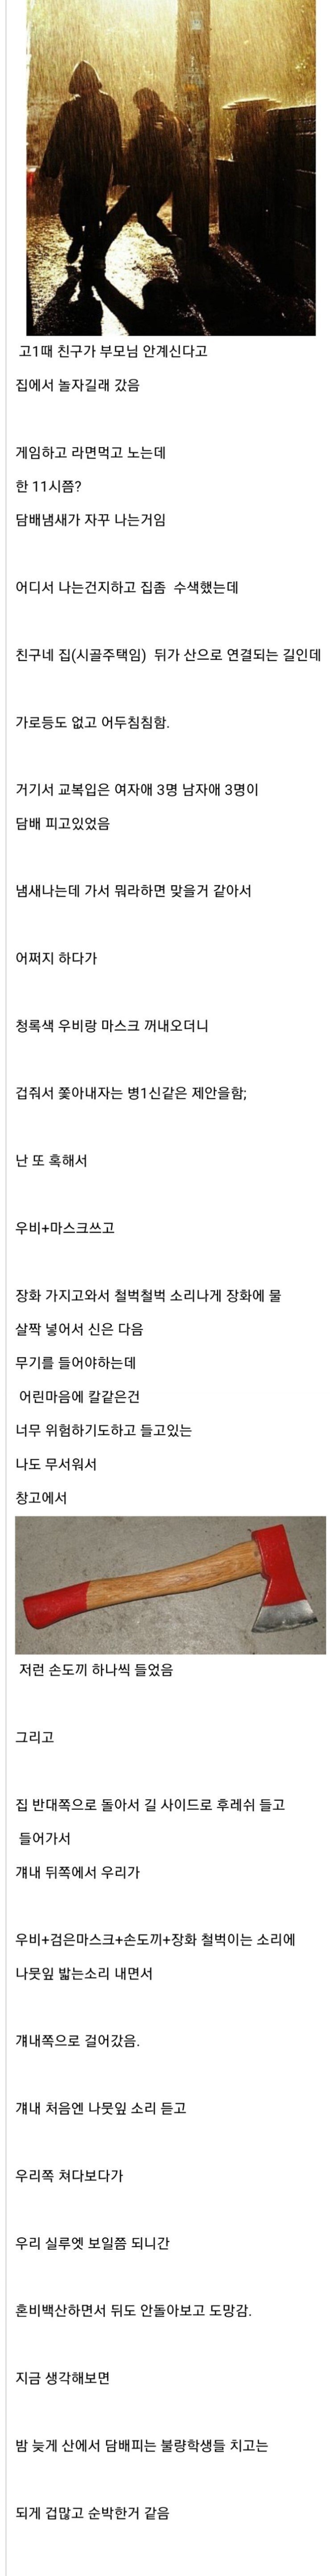 고1때 친구가 부모님 안계신다고
집에서 놀자길래 갔음
게임하고 라면먹고 노는데
한 11시쯤?
담배냄새가 자꾸 나는거임
어디서 나는건지하고 집좀 수색했는데
친구네 집(시골주택임) 뒤가 산으로 연결되는 길인데
가로등도 없고 어두침침함.
거기서 교복입은 여자애 3명 남자애 3명이
담배 피고있었음
냄새나는데 가서 뭐라하면 맞을거 같아서
어쩌지 하다가
청록색 우비랑 마스크 꺼내오더니
겁줘서 쫓아내자는 병1신같은 제안을함;
난 또 혹해서
우비+마스크쓰고
장화 가지고와서 철벅철벅 소리나게 장화에 물
살짝 넣어서 신은 다음
무기를 들어야하는데
어린마음에 칼같은건
너무 위험하기도하고 들고있는
나도 무서워서
창고에서
저런 손도끼 하나씩 들었음
그리고
집 반대쪽으로 돌아서 길 사이드로 후레쉬 들고
들어가서
걔내 뒤쪽에서 우리가
우비+검은마스크+손도끼+장화 철벅이는 소리에
나뭇잎 밟는소리 내면서
걔내쪽으로 걸어갔음.
걔내 처음엔 나뭇잎 소리 듣고
우리쪽 쳐다보다가
우리 실루엣 보일쯤 되니간
혼비백산하면서 뒤도 안돌아보고 도망감.
지금 생각해보면
밤 늦게 산에서 담배피는 불량학생들 치고는
되게 겁많고 순박한거 같음